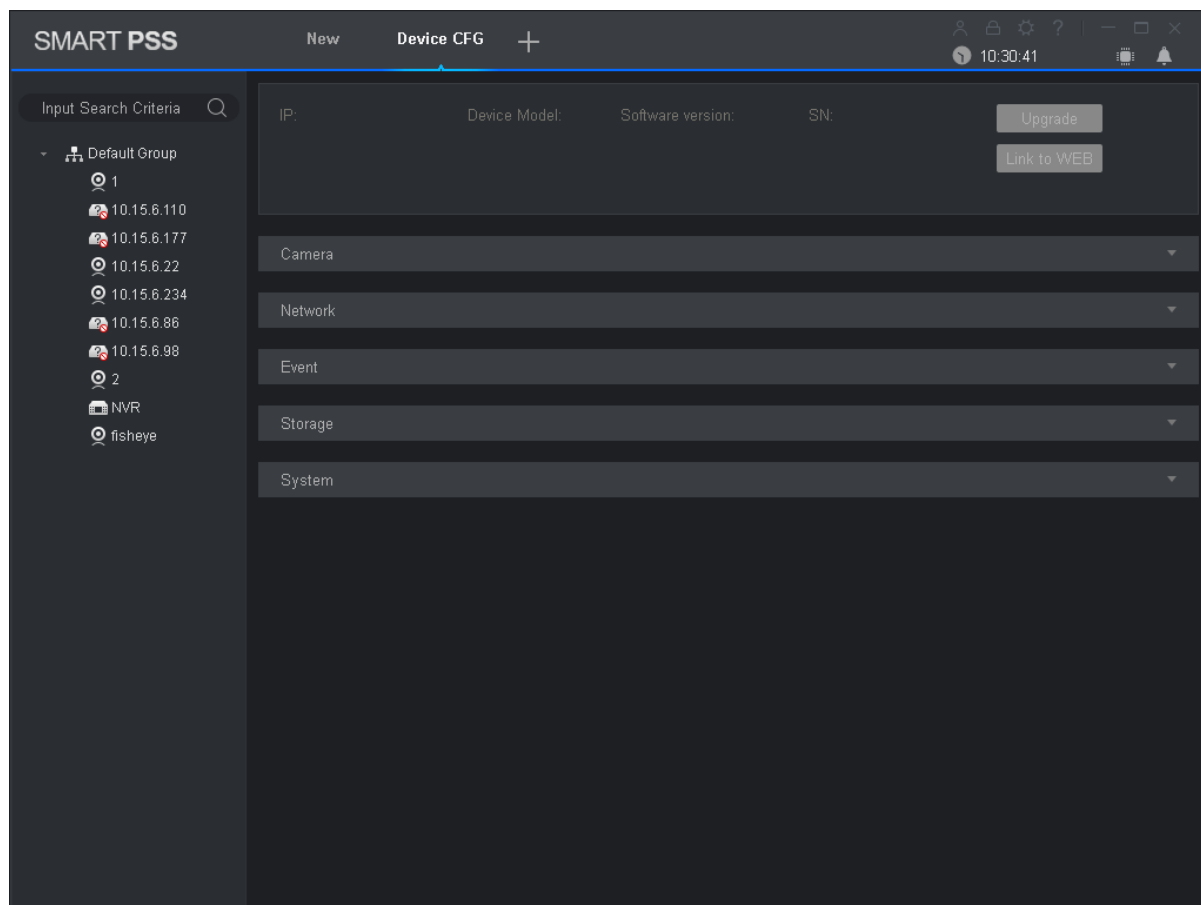 SMART PSS
New
Device CFG
10:30:41
Input Search Criteria
Default Group
1
10.15.6.110
10.15.6.177
10.15.6.22
10.15.6.234
10.15.6.86
10.15.6.98
2
NVR
fisheye
IP:
Device Model:
Software version:
SN:
Upgrade
Link to WEB
Camera
Network
Event
Storage
System